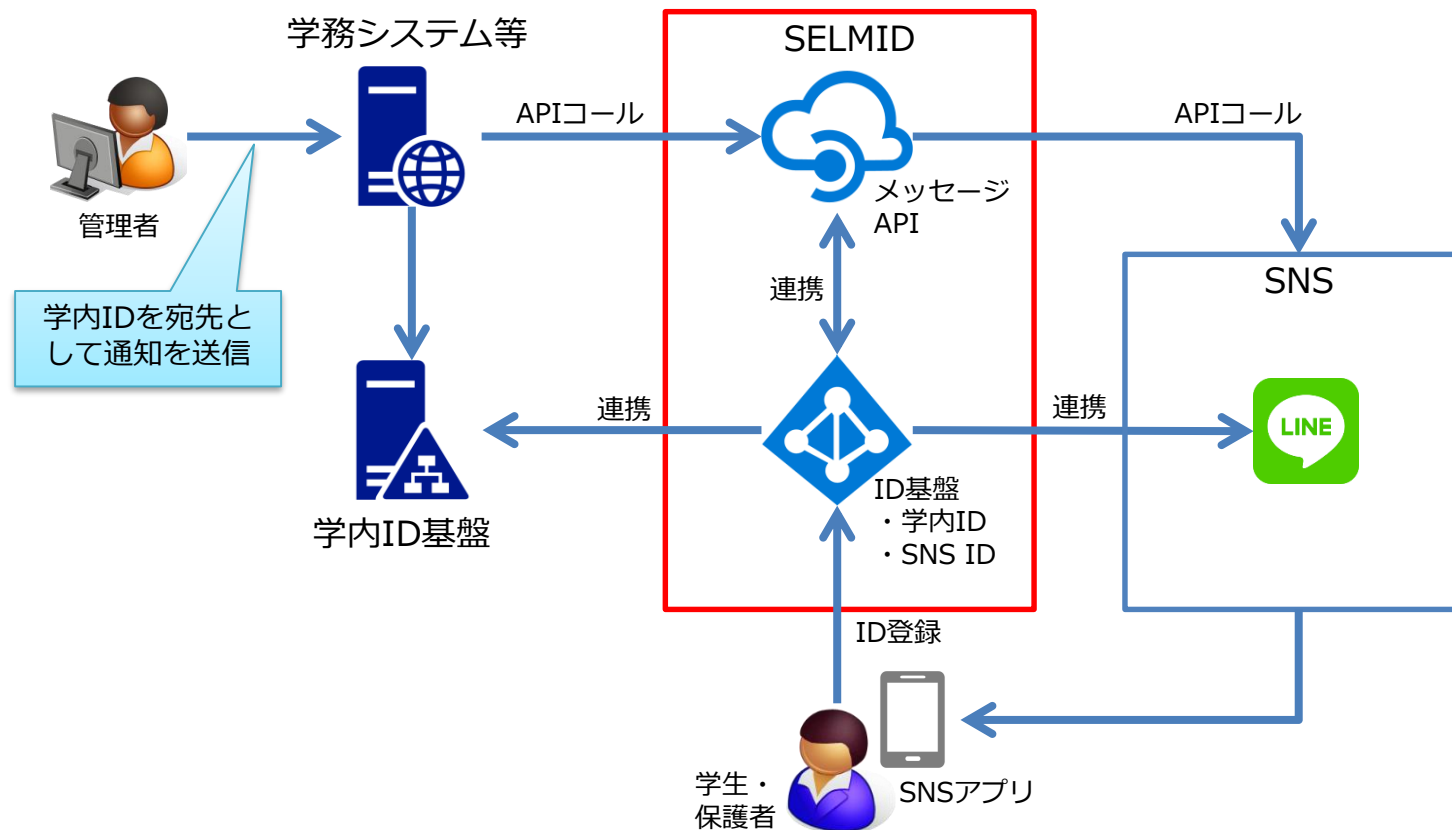 学務システム等
SELMID
APIコール
APIコール
メッセージ
API
管理者
学内IDを宛先と
して通知を送信
連携
SNS
連携
連携
LINE
学内ID基盤
ID基盤
・学内ID
・SNS ID
ID登録
学生・
保護者
SNSアプリ